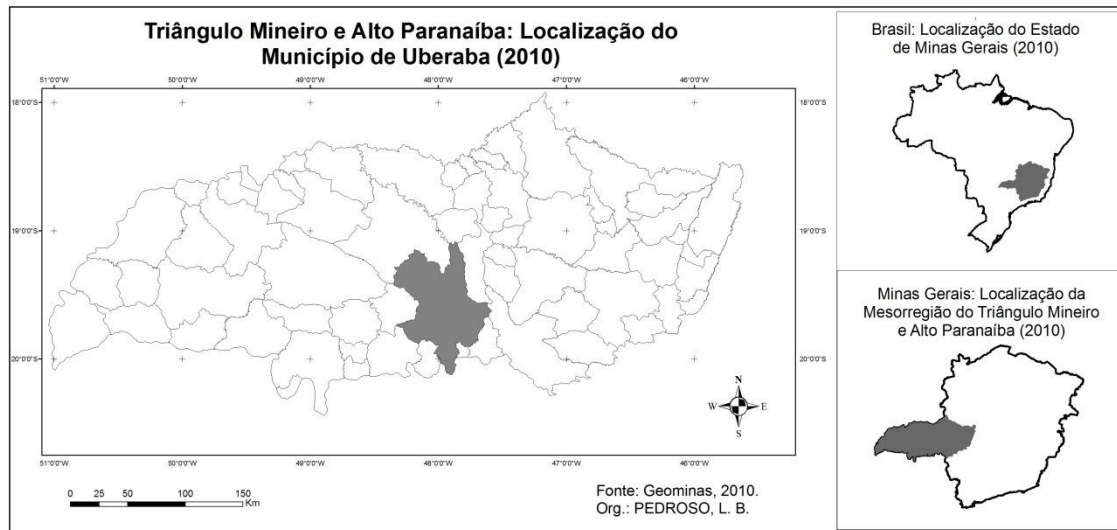 Triângulo Mineiro e Alto Paranaíba: Localização do
Município de Uberaba (2010)
51°0'0"W 50°0'0"W 49°0'0"W 48°0'0"W 47°0'0"W 46°0'0"W
18°0'0"S
18°0'0"S
19°0'0"S
19°0'0"S
20°0'0"S
20°0'0"S
N
W E
S
51°0'0"W 50°0'0"W 49°0'0"W 48°0'0"W 47°0'0"W 46°0'0"W
0 25 50 100 150
Km
Fonte: Geominas, 2010.
Org.: PEDROSO, L. B.
Brasil: Localização do Estado
de Minas Gerais (2010)
Minas Gerais: Localização da
Mesorregião do Triângulo Mineiro
e Alto Paranaíba (2010)